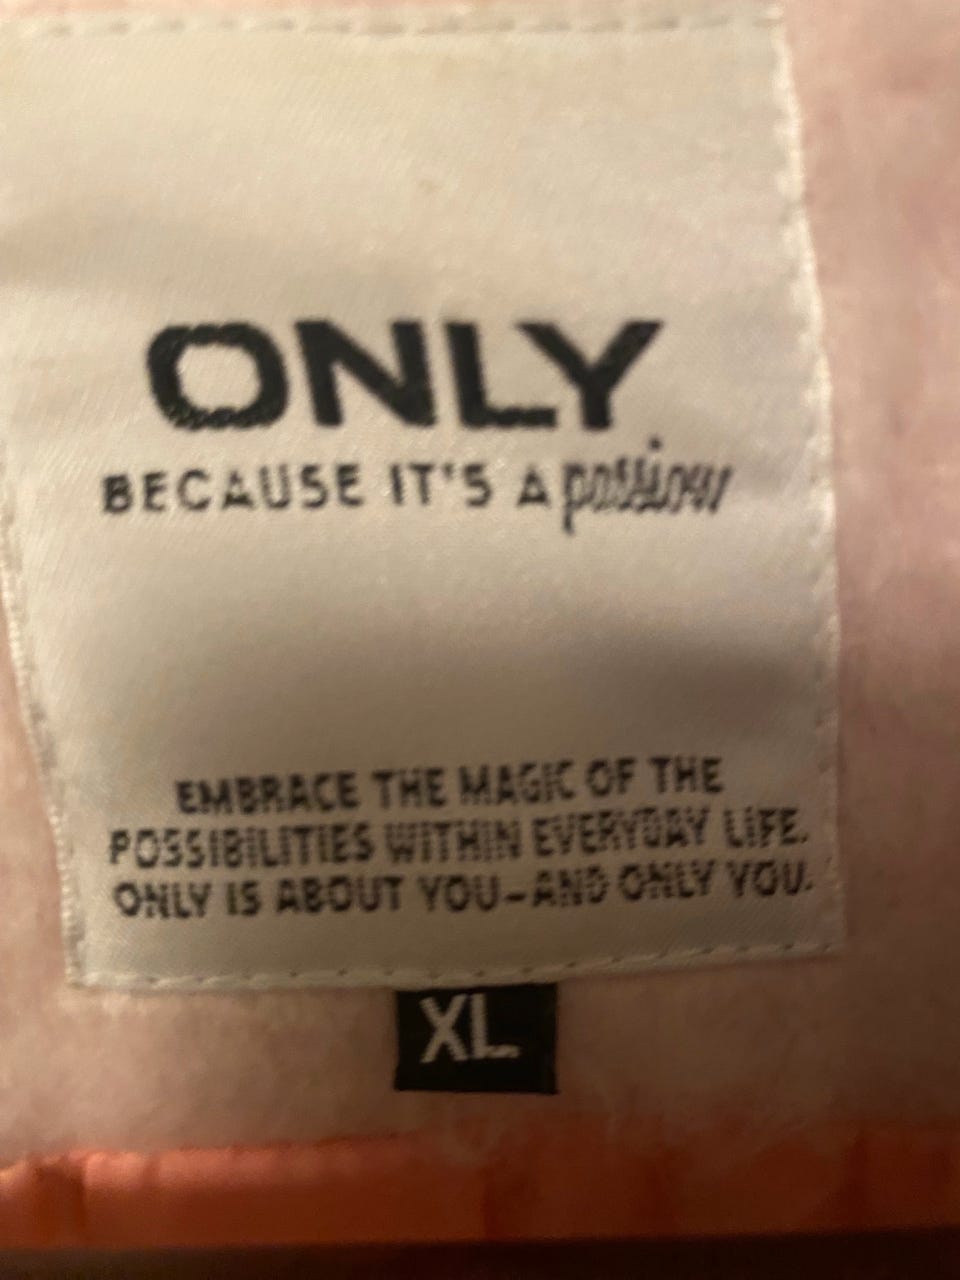 ONLY
BECAUSE IT'S A passion
EMBRACE THE MAGIC OF THE
POSSIBILITIES WITHIN EVERYDAY LIFE.
ONLY IS ABOUT YOU-AND ONLY YOU.
XL